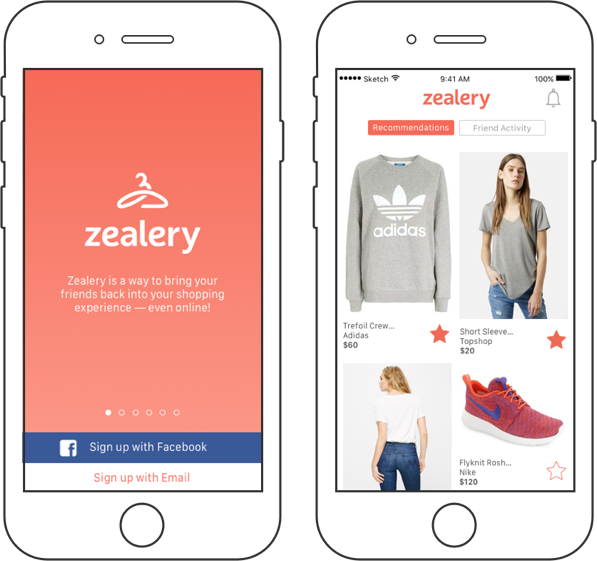 zealery
Zealery is a way to bring your
friends back into your shopping
experience — even online!
Sign up with Facebook
Sign up with Email
Sketch
9:41 AM
100%
zealery
Recommendations
Friend Activity
adidas
Trefoil Crew...
Adidas
$60
Short Sleeve...
Topshop
$20
Flyknit Rosh...
Nike
$120